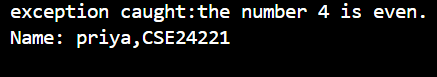 exception caught:the number 4 is even.
Name: priya,CSE24221